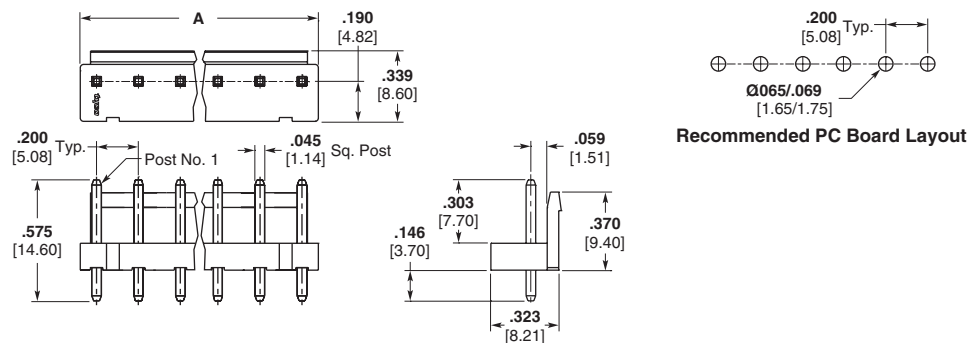 A
.190
[4.82]
.339
[8.60]
.200
[5.08] Typ.
Post No. 1
.045
[1.14] Sq. Post
.575
[14.60]
.059
[1.51]
.303
[7.70]
.146
[3.70]
.370
[9.40]
.323
[8.21]
.200
[5.08] Typ.
Ø065/.069
[1.65/1.75]
Recommended PC Board Layout